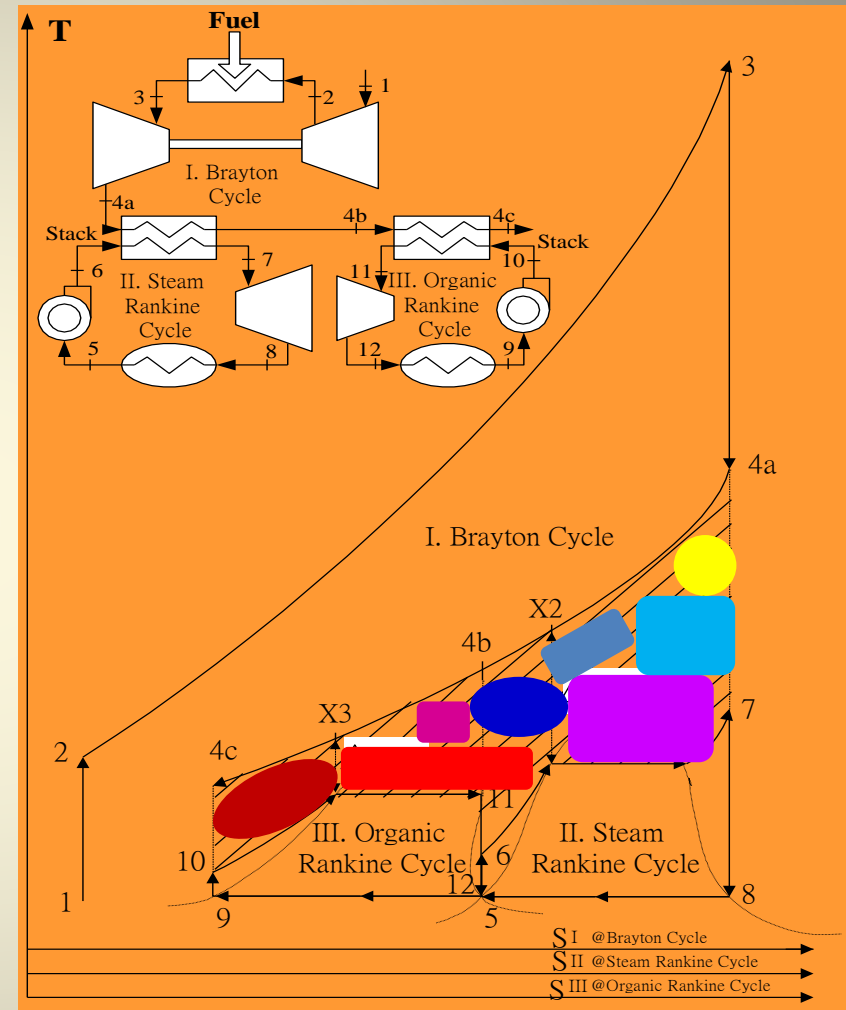 T
Fuel
3
2
1
I. Brayton
Cycle
4a
4b
4c
Stack
Stack
6
7
11
10
II. Steam
Rankine
Cycle
III. Organic
Rankine
Cycle
5
8
12
9
3
4a
I. Brayton Cycle
X2
4b
X3
7
2
4c
11
III. Organic
Rankine Cycle
II. Steam
Rankine Cycle
10
6
12
1
9
5
8
S I @Brayton Cycle
S II @Steam Rankine Cycle
S III @Organic Rankine Cycle